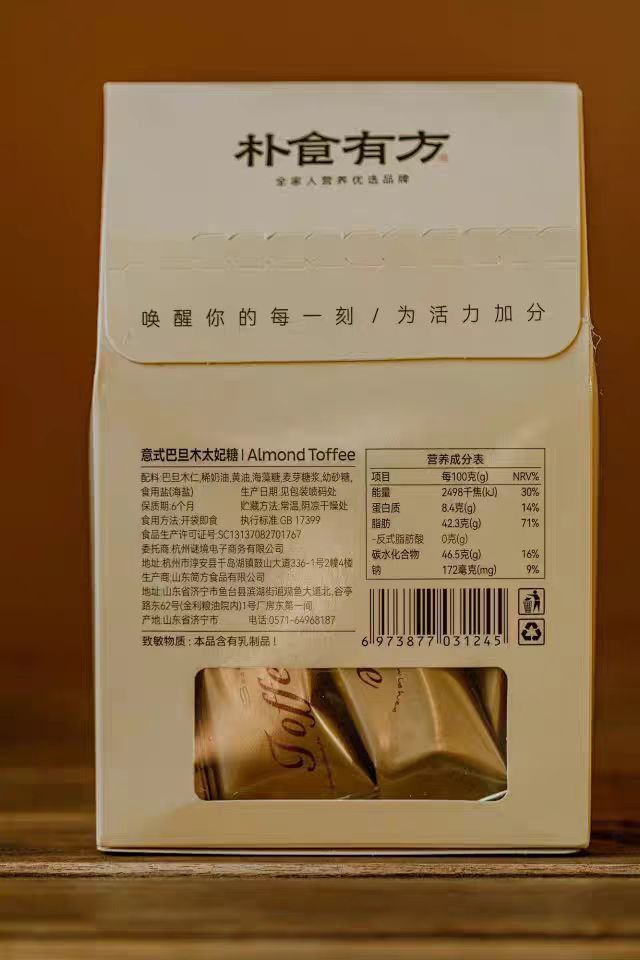 朴食有方
全家人营养优选品牌
唤醒你的每一刻/为活力加分
意式巴旦木太妃糖 | Almond Toffee
配料:巴旦木仁,稀奶油,黄油,海藻糖,麦芽糖浆,幼砂糖,
食用盐(海盐) 生产日期:见包装喷码处
保质期:6个月 贮藏方法:常温,阴凉干燥处
食用方法:开袋即食 执行标准:GB 17399
食品生产许可证号:SC13137082701767
委托商:杭州谜境电子商务有限公司
地址:杭州市淳安县千岛湖镇鼓山大道336-1号2幢4楼
生产商:山东简方食品有限公司
地址:山东省济宁市鱼台县滨湖街道观鱼大道北,谷亭
路东62号(金利粮油院内)1号厂房东第一间
产地:山东省济宁市 电话:0571-64968187
致敏物质:本品含有乳制品!
营养成分表
项目 每100克(g) NRV%
能量 2498千焦(kJ) 30%
蛋白质 8.4克(g) 14%
脂肪 42.3克(g) 71%
-反式脂肪酸 0克(g)
碳水化合物 46.5克(g) 16%
钠 172毫克(mg) 9%
6 973877 031245
Toffe